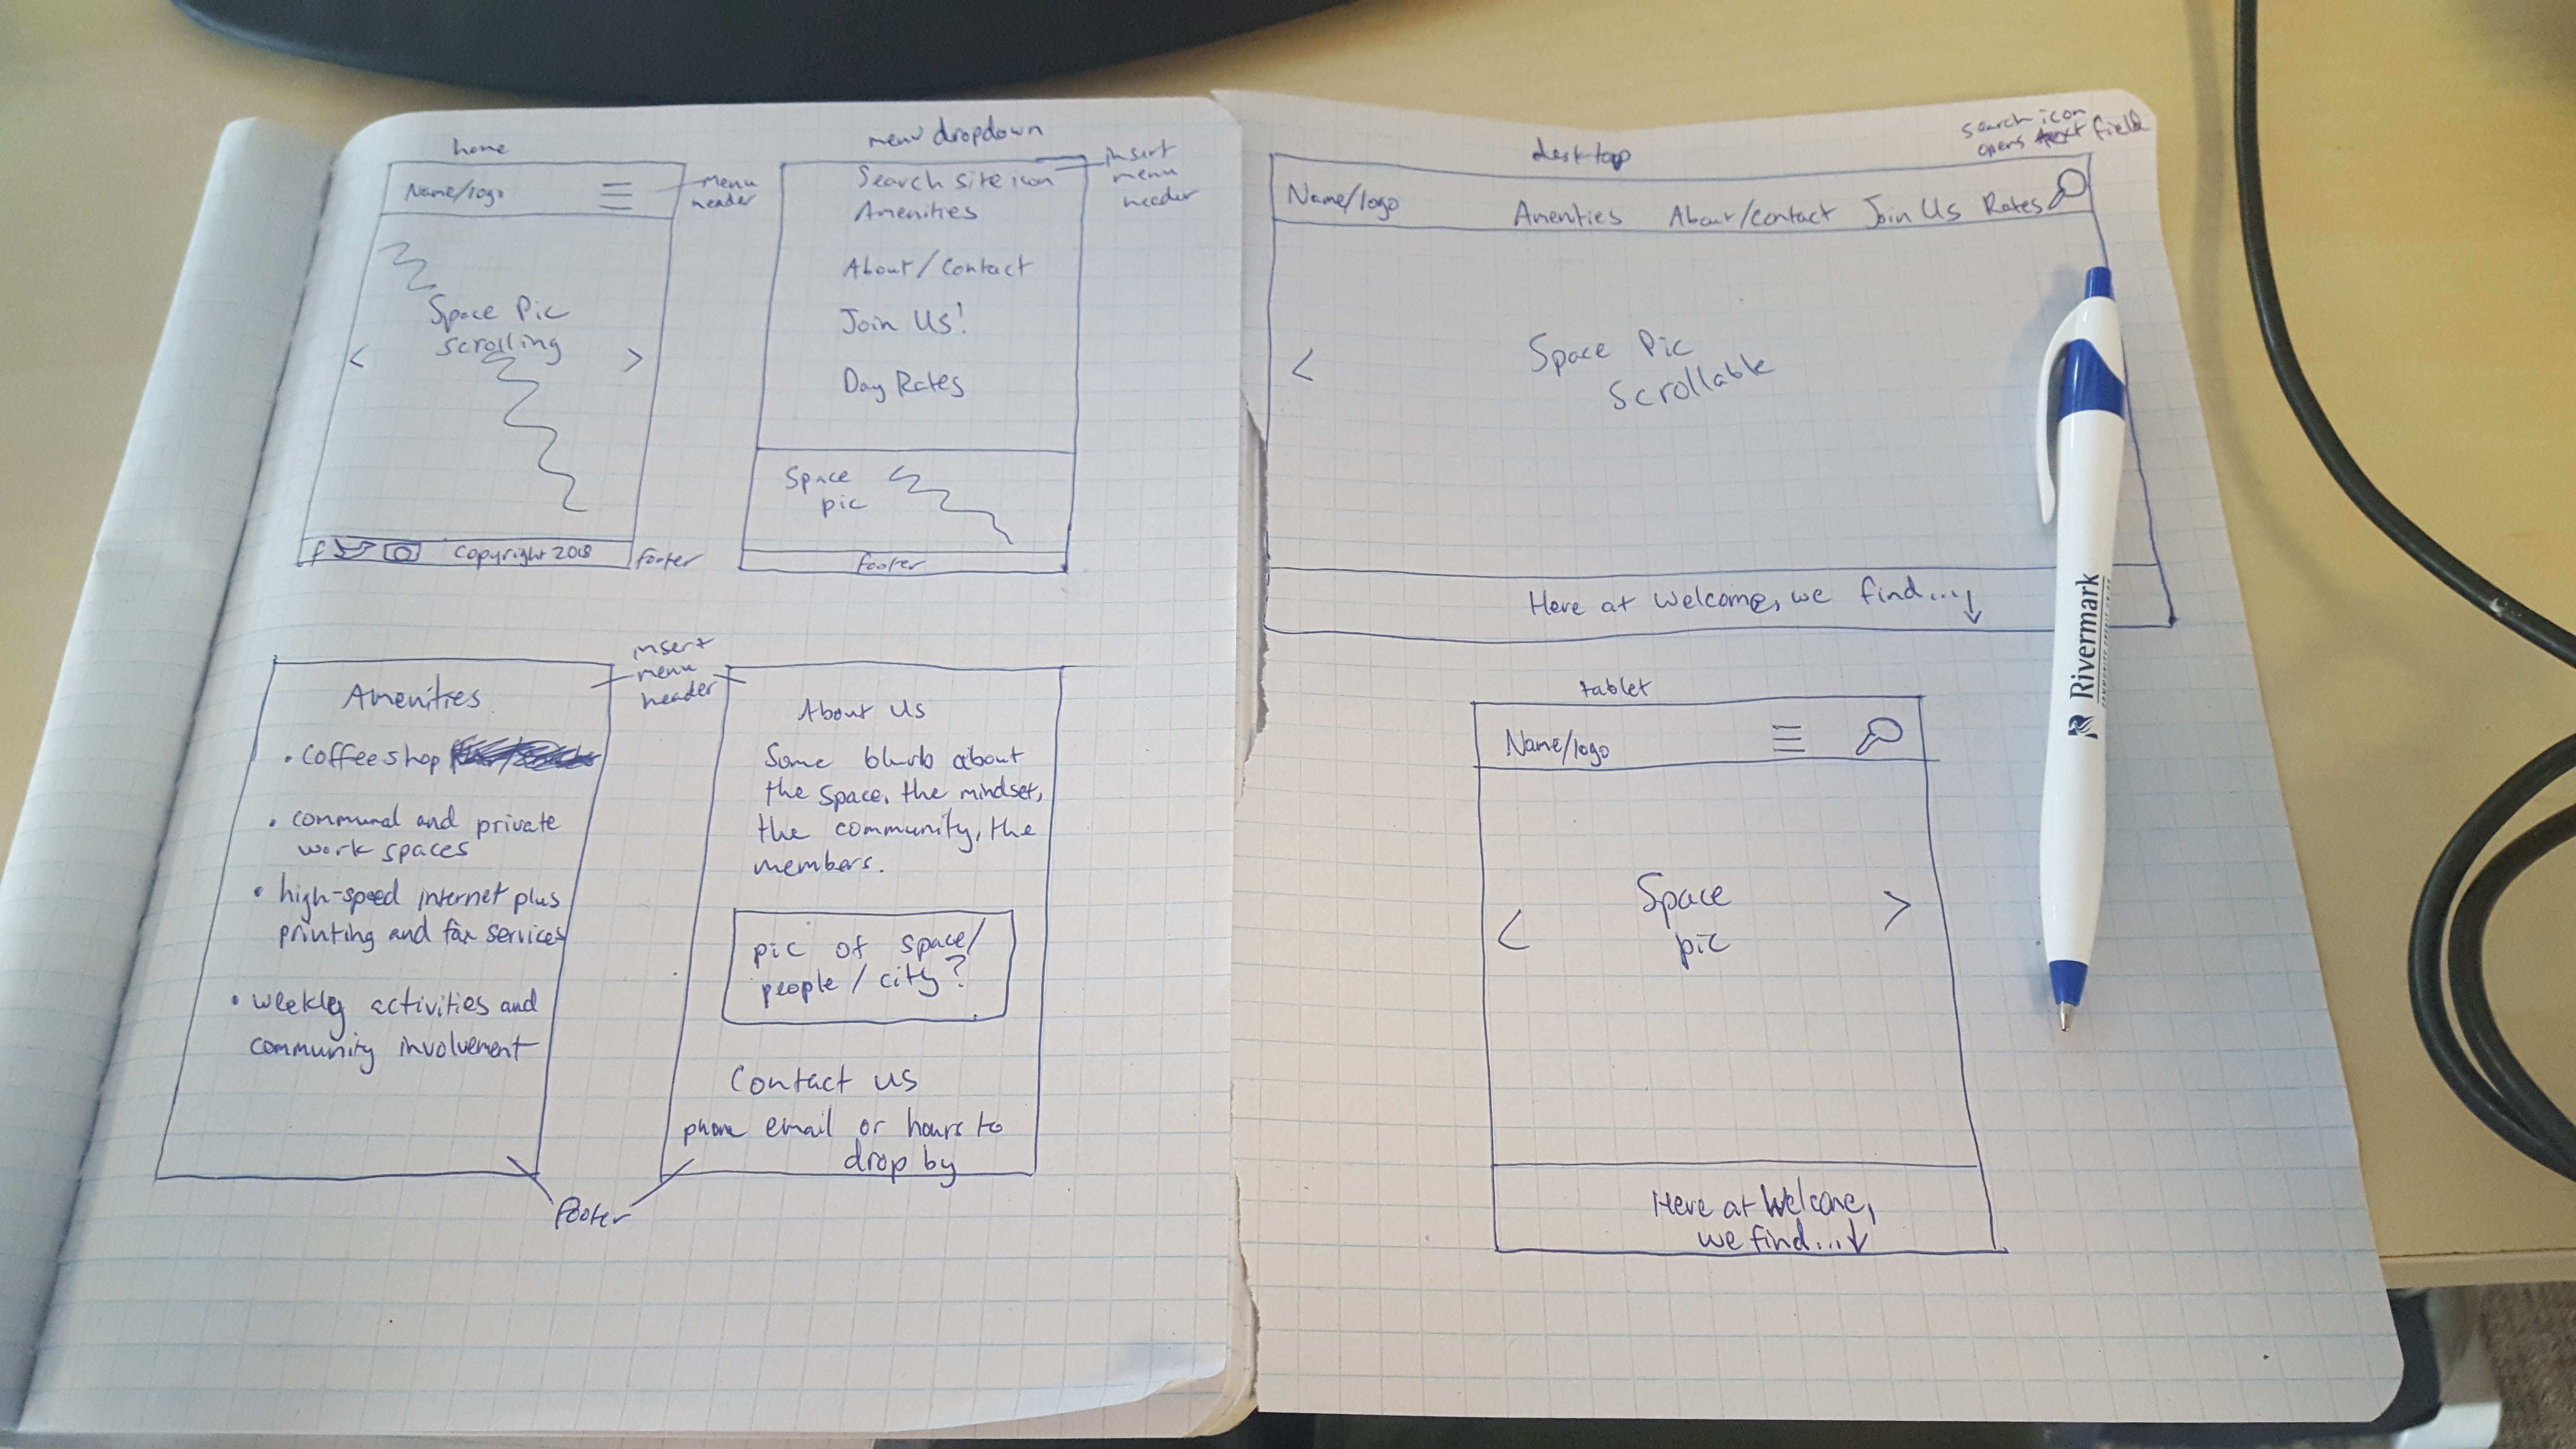 home
Name/logo
menu
header
Space Pic
scrolling
<
>
f
Copyright 2018
footer
menu dropdown
insert
menu
header
Search site icon
Amenities
About/Contact
Join Us!
Day Rates
Space
pic
footer
insert
menu
header
Amenities
• coffee shop
• communal and private
work spaces
• high-speed internet plus
printing and fax services
• weekly activities and
community involvement
About Us
Some blurb about
the space, the mindset,
the community, the
members.
pic of space/
people/city?
Contact us
phone email or hours to
drop by
footer
desktop
search icon
opens text field
Name/logo
Amenties
About/Contact
Join Us
Rates
<
Space Pic
Scrollable
Here at Welcome, we find...↓
tablet
Name/logo
<
Space
pic
>
Here at Welcome,
we find...↓
Rivermark